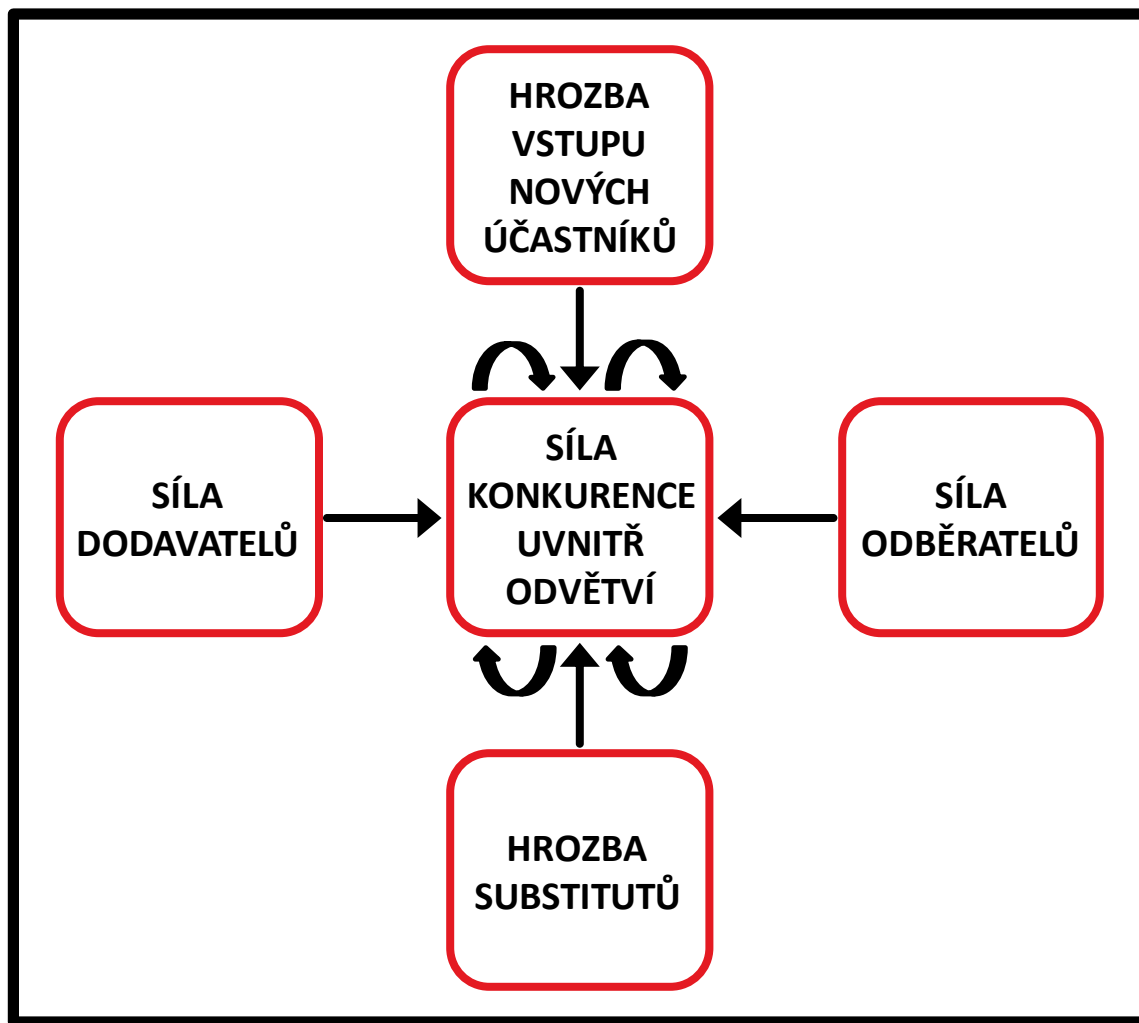 HROZBA
VSTUPU
NOVÝCH
ÚČASTNÍKŮ
SÍLA
DODAVATELŮ
SÍLA
KONKURENCE
UVNITŘ
ODVĚTVÍ
SÍLA
ODBĚRATELŮ
HROZBA
SUBSTITUTŮ